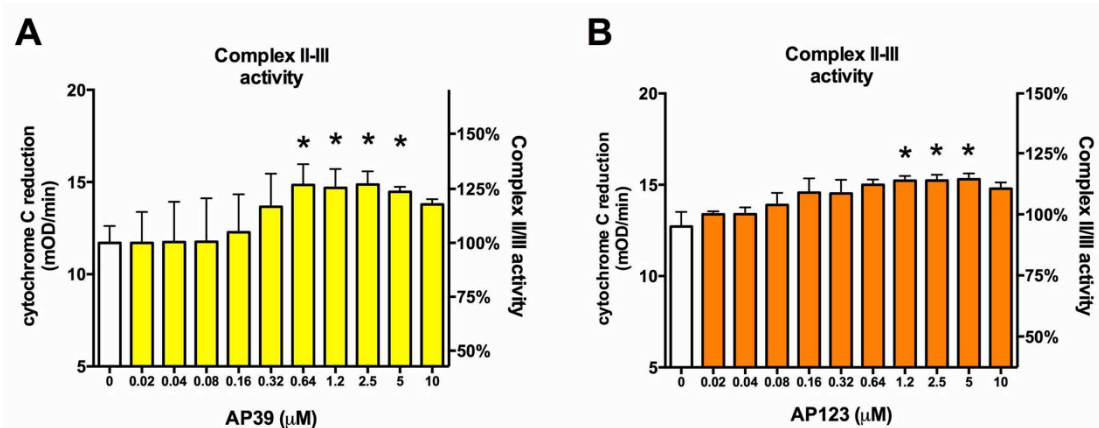 A
Complex II-III
activity
cytochrome C reduction
(mOD/min)
20
15
10
5
* * * *
150%
125%
100%
75%
50%
Complex II/III activity
0 0.02 0.04 0.08 0.16 0.32 0.64 1.2 2.5 5 10
AP39 (μM)
B
Complex II-III
activity
cytochrome C reduction
(mOD/min)
20
15
10
5
* * *
150%
125%
100%
75%
50%
Complex II/III activity
0 0.02 0.04 0.08 0.16 0.32 0.64 1.2 2.5 5 10
AP123 (μM)